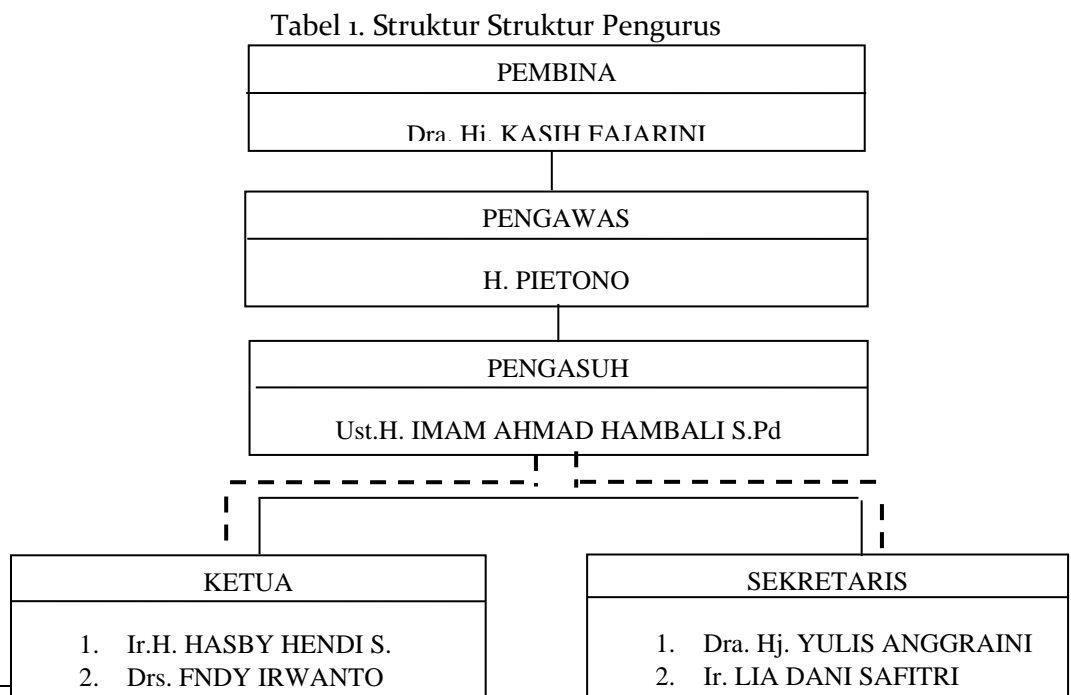 Tabel 1. Struktur Struktur Pengurus
PEMBINA
Dra. Hj. KASIH FAJARINI
PENGAWAS
H. PIETONO
PENGASUH
Ust.H. IMAM AHMAD HAMBALI S.Pd
KETUA
1. Ir.H. HASBY HENDI S.
2. Drs. FNDY IRWANTO
SEKRETARIS
1. Dra. Hj. YULIS ANGGRAINI
2. Ir. LIA DANI SAFITRI